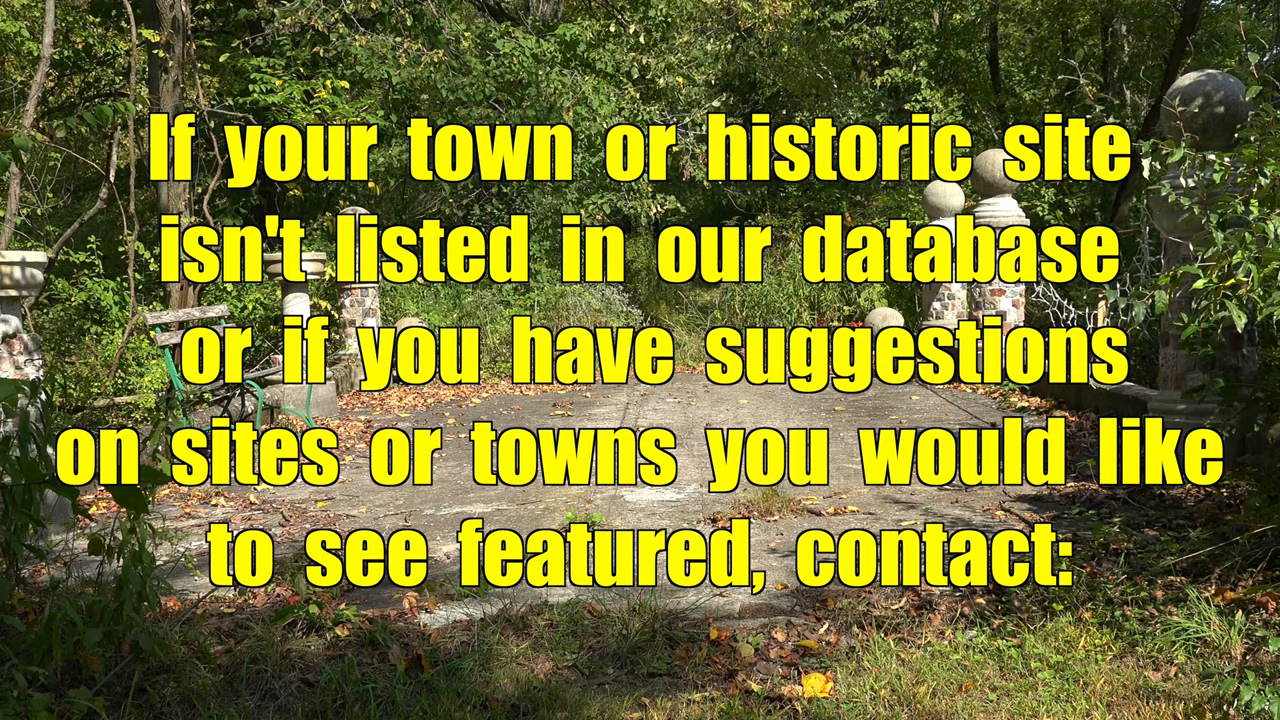 If your town or historic site
isn't listed in our database
or if you have suggestions
on sites or towns you would like
to see featured, contact: